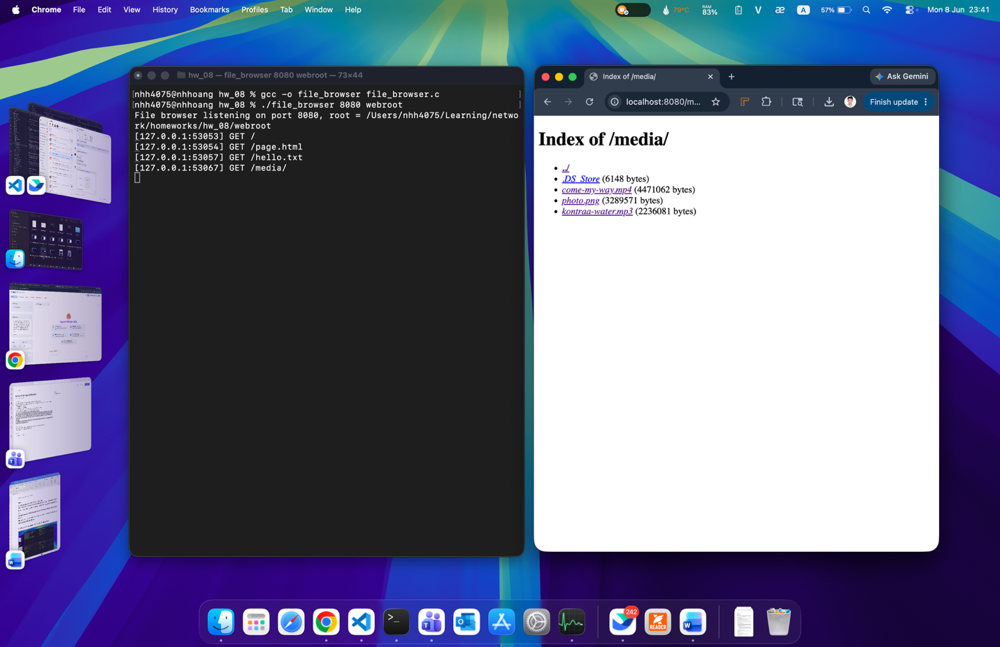 Chrome File Edit View History Bookmarks Profiles Tab Window Help
79°C RAM 83% V æ A 57% Mon 8 Jun 23:41
hw_08 — file_browser 8080 webroot — 73×44
[nhh4075@nhhoang hw_08 % gcc -o file_browser file_browser.c ]
[nhh4075@nhhoang hw_08 % ./file_browser 8080 webroot ]
File browser listening on port 8080, root = /Users/nhh4075/Learning/netwo
rk/homeworks/hw_08/webroot
[127.0.0.1:53053] GET /
[127.0.0.1:53054] GET /page.html
[127.0.0.1:53057] GET /hello.txt
[127.0.0.1:53067] GET /media/
Index of /media/
Ask Gemini
localhost:8080/m...
Finish update
Index of /media/
../
.DS_Store (6148 bytes)
come-my-way.mp4 (4471062 bytes)
photo.png (3289571 bytes)
kontraa-water.mp3 (2236081 bytes)
242
READER